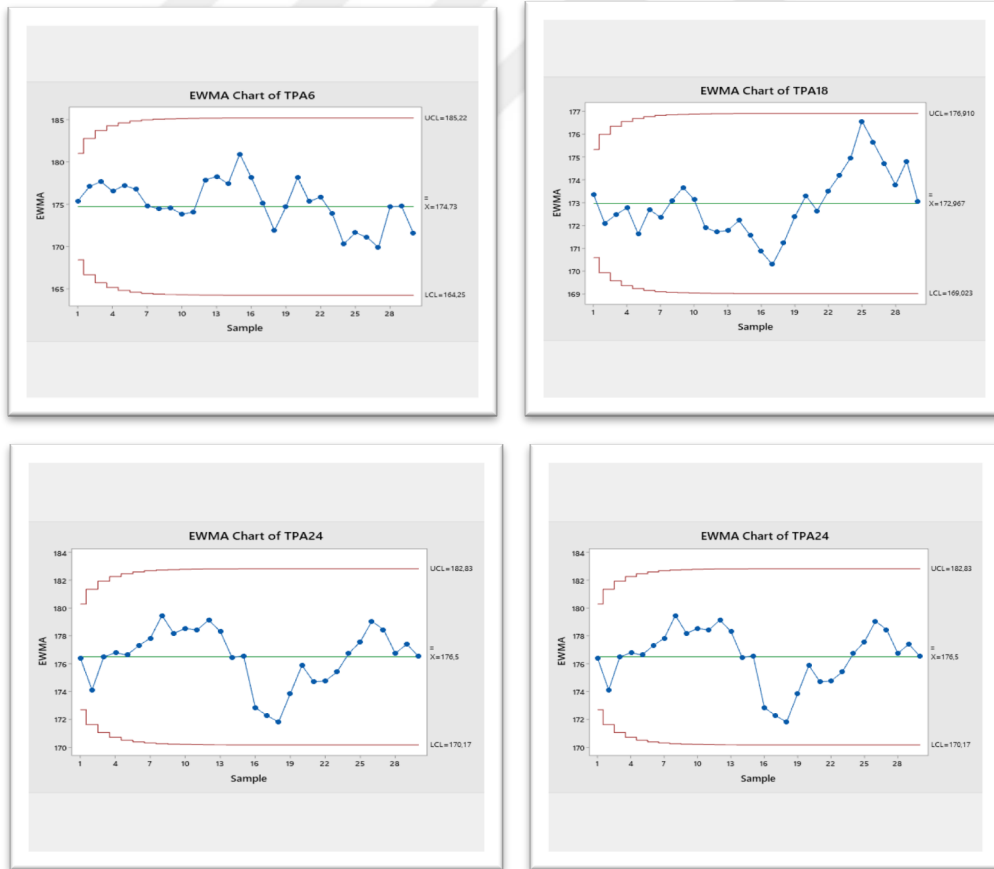 EWMA Chart of TPA6
UCL=185,22
X=174,73
LCL=164,25
185
180
175
170
165
EWMA
1 4 7 10 13 16 19 22 25 28
Sample
EWMA Chart of TPA18
UCL=176,910
X=172,967
LCL=169,023
177
176
175
174
173
172
171
170
169
EWMA
1 4 7 10 13 16 19 22 25 28
Sample
EWMA Chart of TPA24
UCL=182,83
X=176,5
LCL=170,17
184
182
180
178
176
174
172
170
EWMA
1 4 7 10 13 16 19 22 25 28
Sample
EWMA Chart of TPA24
UCL=182,83
X=176,5
LCL=170,17
184
182
180
178
176
174
172
170
EWMA
1 4 7 10 13 16 19 22 25 28
Sample